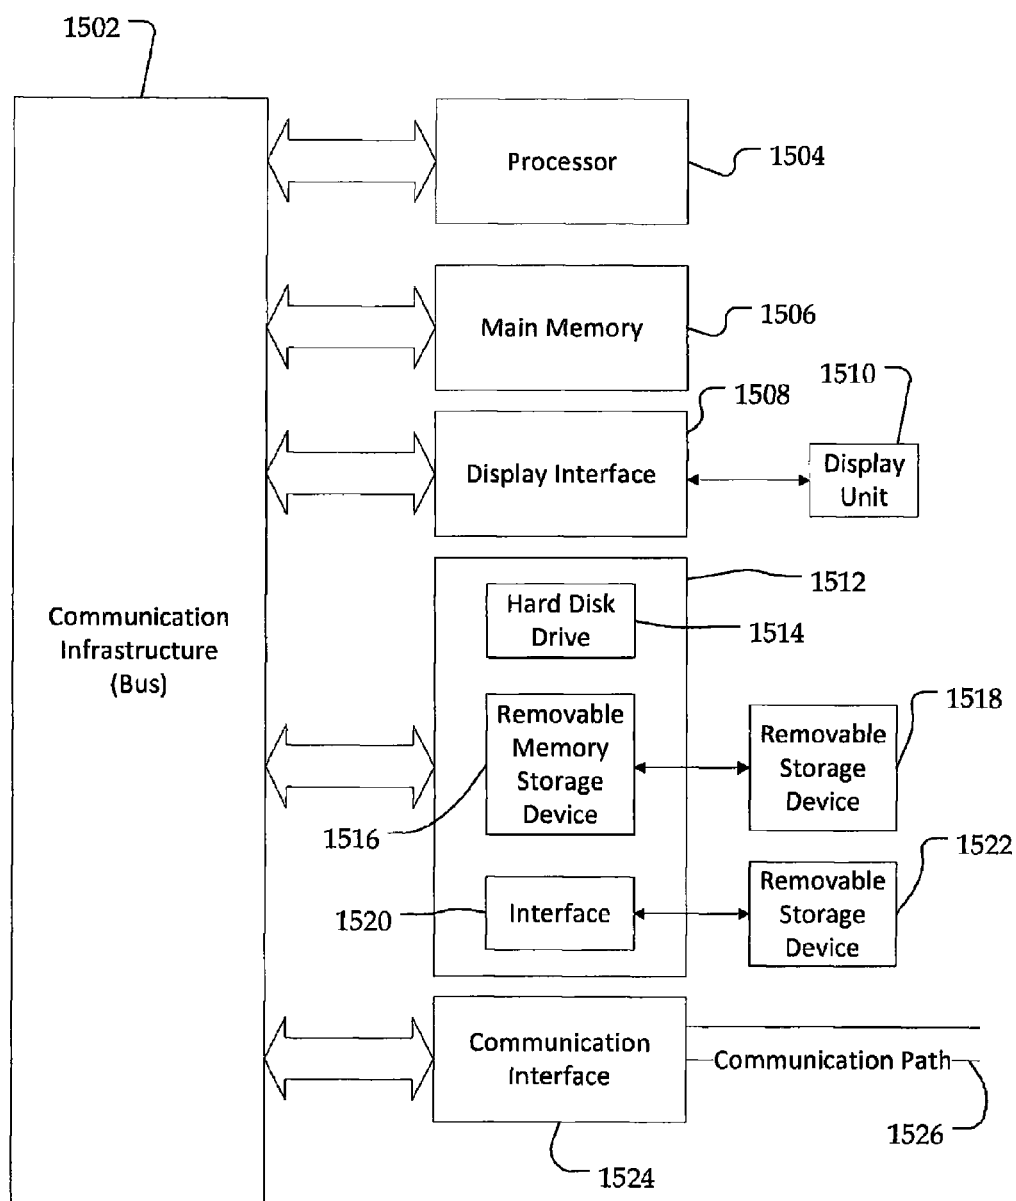 1502
Processor
1504
Main Memory
1506
1510
1508
Display Interface
Display
Unit
1512
Hard Disk
Drive
1514
Communication
Infrastructure
(Bus)
1518
Removable
Memory
Storage
Device
Removable
Storage
Device
1516
1522
1520
Interface
Removable
Storage
Device
Communication
Interface
Communication Path
1526
1524